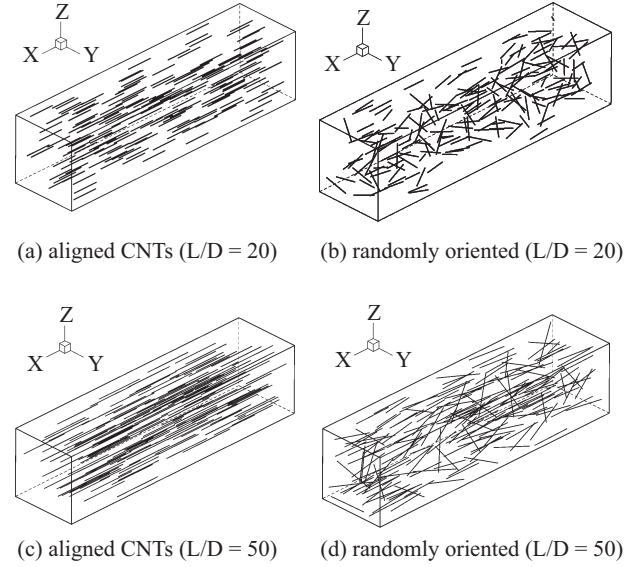 Z
X
Y
Z
X
Y
(a) aligned CNTs (L/D = 20)
(b) randomly oriented (L/D = 20)
Z
X
Y
Z
X
Y
(c) aligned CNTs (L/D = 50)
(d) randomly oriented (L/D = 50)